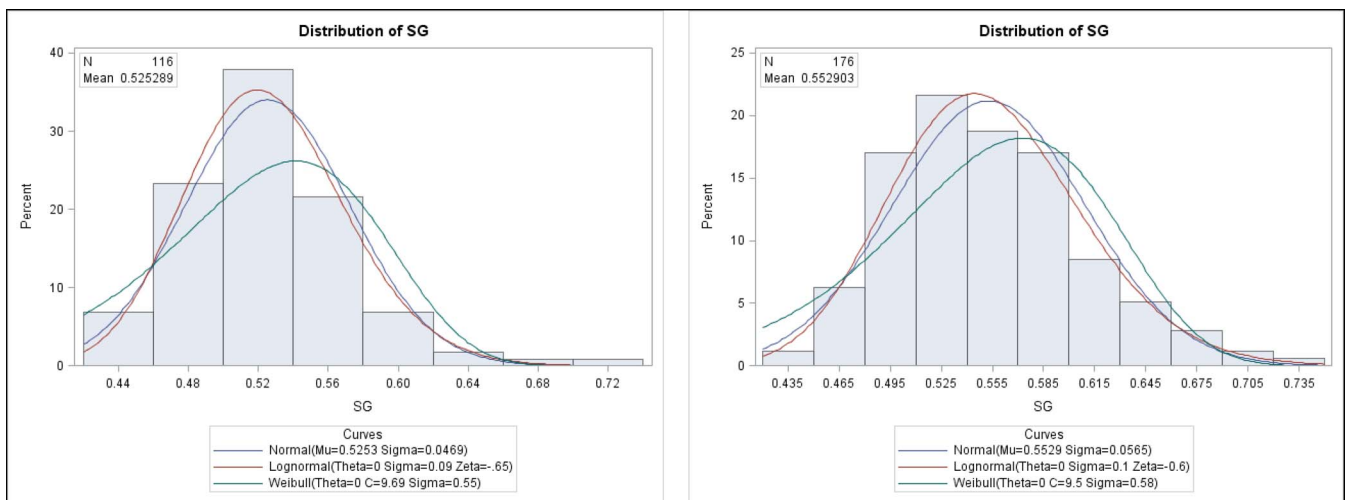 Distribution of SG
N 116
Mean 0.525289
40
30
20
10
0
Percent
0.44 0.48 0.52 0.56 0.60 0.64 0.68 0.72
SG
Curves
Normal(Mu=0.5253 Sigma=0.0469)
Lognormal(Theta=0 Sigma=0.09 Zeta=-.65)
Weibull(Theta=0 C=9.69 Sigma=0.55)
Distribution of SG
N 176
Mean 0.552903
25
20
15
10
5
0
Percent
0.435 0.465 0.495 0.525 0.555 0.585 0.615 0.645 0.675 0.705 0.735
SG
Curves
Normal(Mu=0.5529 Sigma=0.0565)
Lognormal(Theta=0 Sigma=0.1 Zeta=-0.6)
Weibull(Theta=0 C=9.5 Sigma=0.58)